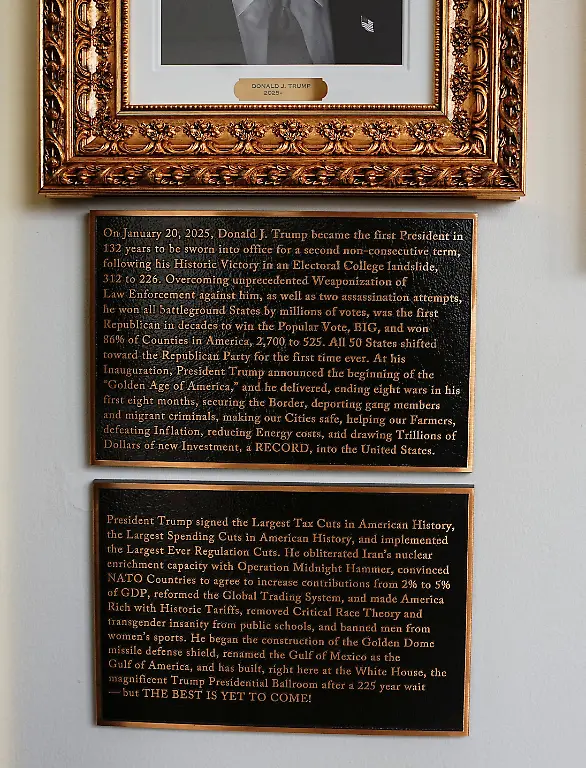 DONALD J. TRUMP
2025-
On January 20, 2025, Donald J. Trump became the first President in
132 years to be sworn into office for a second non-consecutive term,
following his Historic Victory in an Electoral College landslide,
312 to 226. Overcoming unprecedented Weaponization of
Law Enforcement against him, as well as two assassination attempts,
he won all battleground States by millions of votes, was the first
Republican in decades to win the Popular Vote, BIG, and won
86% of Counties in America, 2,700 to 525. All 50 States shifted
toward the Republican Party for the first time ever. At his
Inauguration, President Trump announced the beginning of the
“Golden Age of America,” and he delivered, ending eight wars in his
first eight months, securing the Border, deporting gang members
and migrant criminals, making our Cities safe, helping our Farmers,
defeating Inflation, reducing Energy costs, and drawing Trillions of
Dollars of new Investment, a RECORD, into the United States.
President Trump signed the Largest Tax Cuts in American History,
the Largest Spending Cuts in American History, and implemented
the Largest Ever Regulation Cuts. He obliterated Iran’s nuclear
enrichment capacity with Operation Midnight Hammer, convinced
NATO Countries to agree to increase contributions from 2% to 5%
of GDP, reformed the Global Trading System, and made America
Rich with Historic Tariffs, removed Critical Race Theory and
transgender insanity from public schools, and banned men from
women’s sports. He began the construction of the Golden Dome
missile defense shield, renamed the Gulf of Mexico as the
Gulf of America, and has built, right here at the White House, the
magnificent Trump Presidential Ballroom after a 225 year wait
—but THE BEST IS YET TO COME!